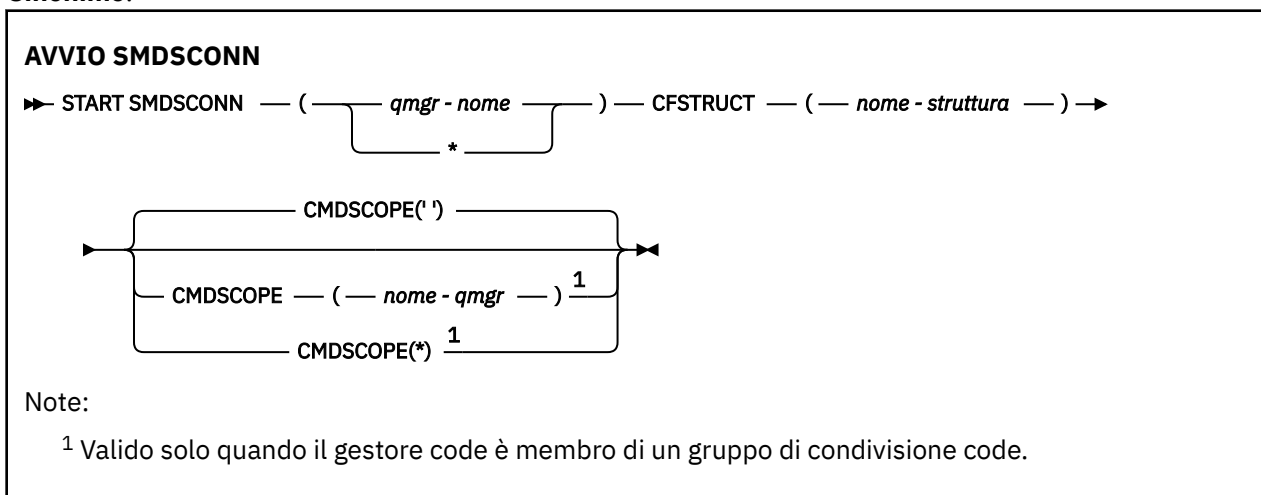 AVVIO SMDSCONN
START SMDSCONN ( qmgr - nome ) CFSTRUCT ( nome - struttura )
*
CMDSCOPE(' ')
CMDSCOPE ( nome - qmgr ) 1
CMDSCOPE(*) 1
Note:
1 Valido solo quando il gestore code è membro di un gruppo di condivisione code.